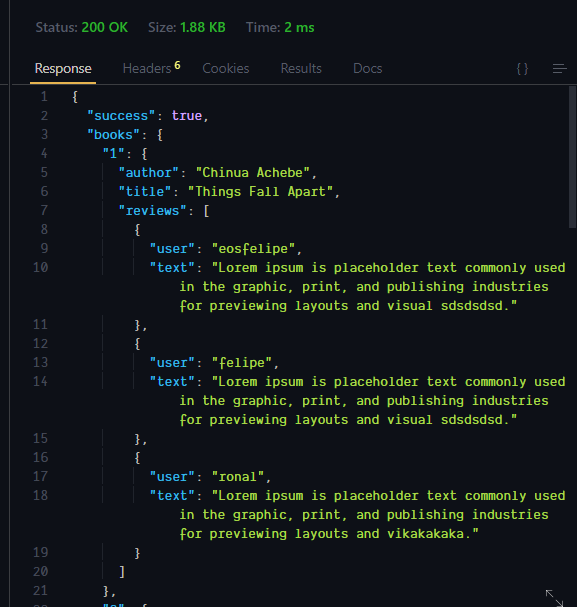 Status: 200 OK Size: 1.88 KB Time: 2 ms
Response Headers 6 Cookies Results Docs { }
1 {
2 "success": true,
3 "books": {
4 "1": {
5 "author": "Chinua Achebe",
6 "title": "Things Fall Apart",
7 "reviews": [
8 {
9 "user": "eosfelipe",
10 "text": "Lorem ipsum is placeholder text commonly used
in the graphic, print, and publishing industries
for previewing layouts and visual sdsdsdsd."
11 },
12 {
13 "user": "felipe",
14 "text": "Lorem ipsum is placeholder text commonly used
in the graphic, print, and publishing industries
for previewing layouts and visual sdsdsdsd."
15 },
16 {
17 "user": "ronal",
18 "text": "Lorem ipsum is placeholder text commonly used
in the graphic, print, and publishing industries
for previewing layouts and vikakakaka."
19 }
20 ]
21 },